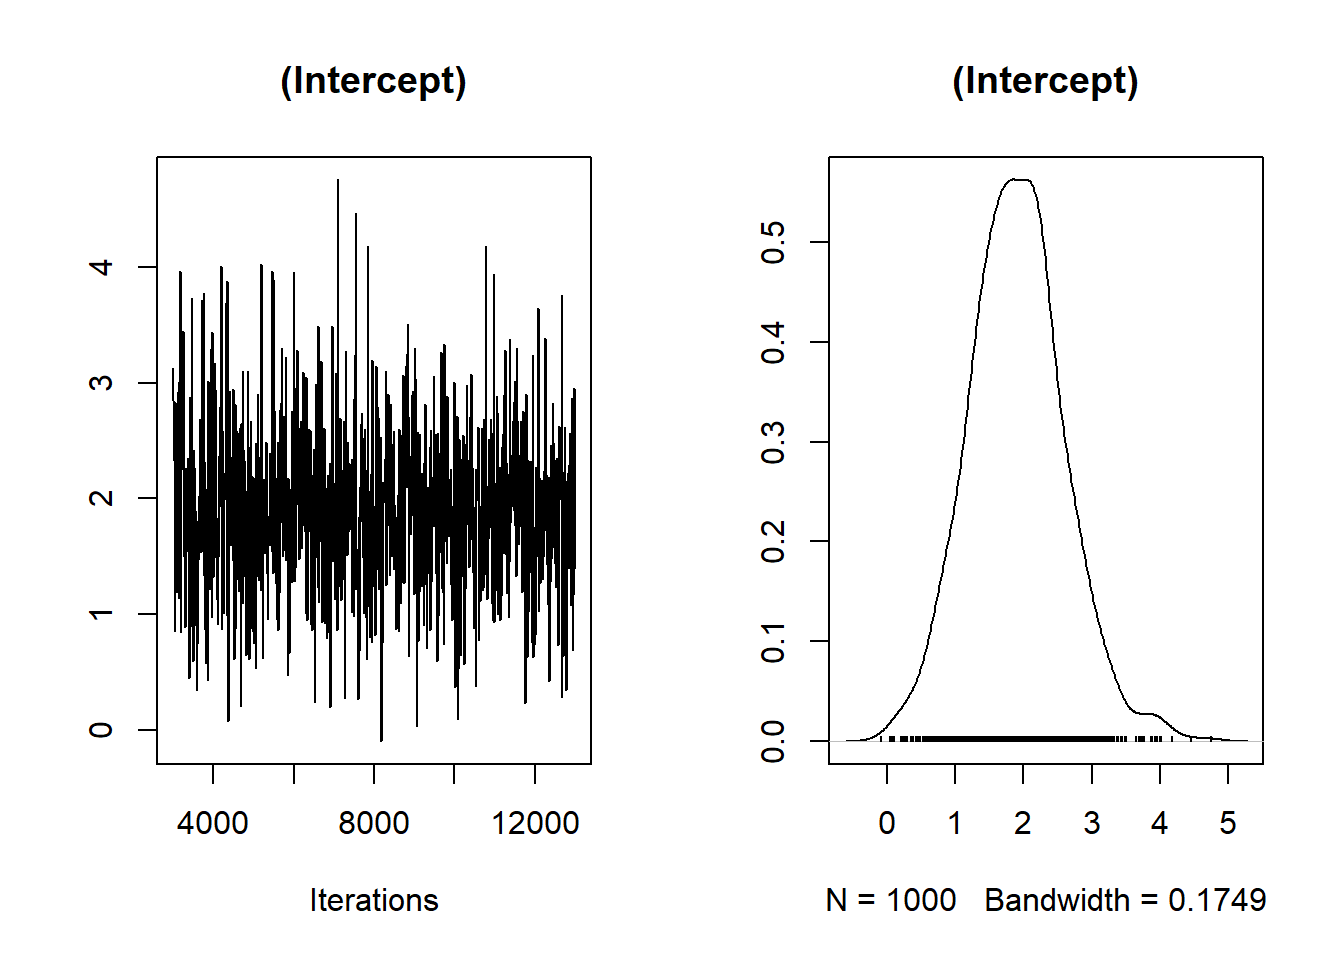 (Intercept)
4
3
2
1
0
4000 8000 12000
Iterations
(Intercept)
0.5
0.4
0.3
0.2
0.1
0.0
0 1 2 3 4 5
N = 1000 Bandwidth = 0.1749